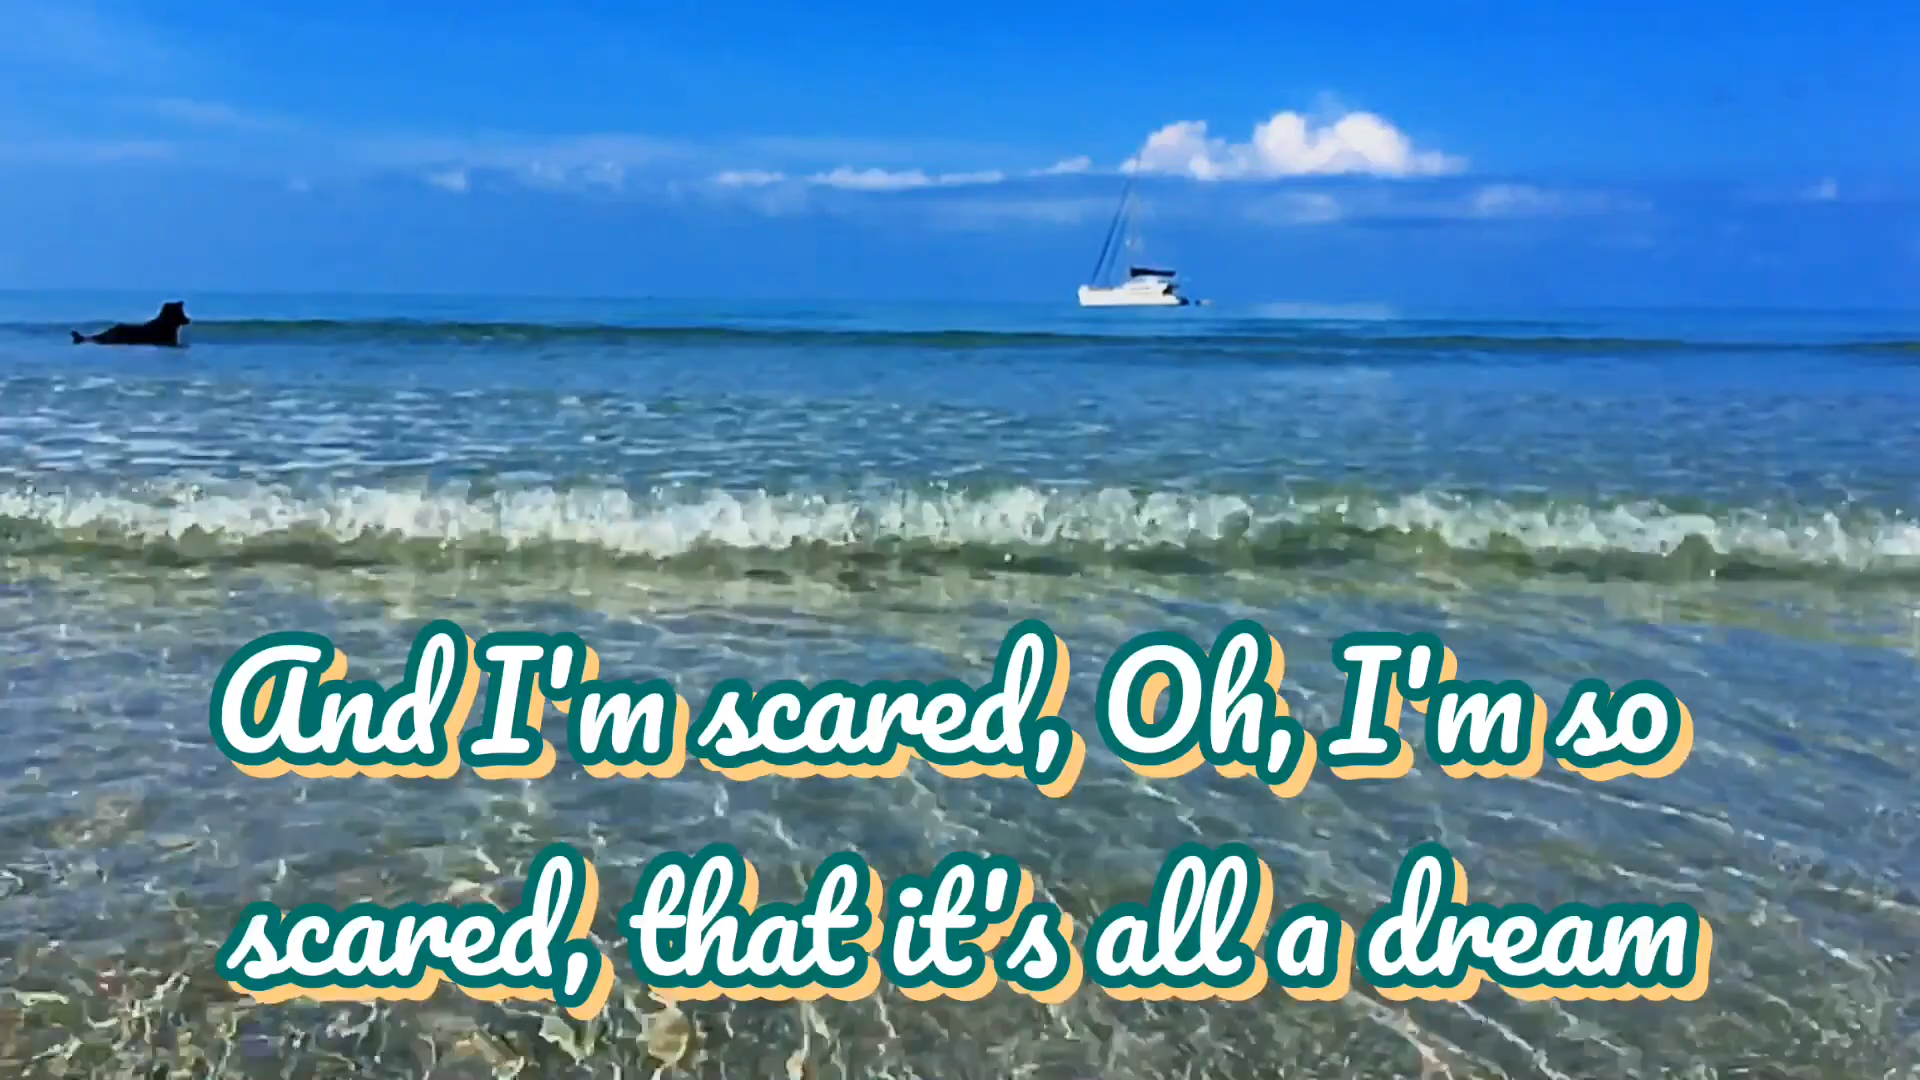 And I'm scared, Oh, I'm so
scared, that it's all a dream